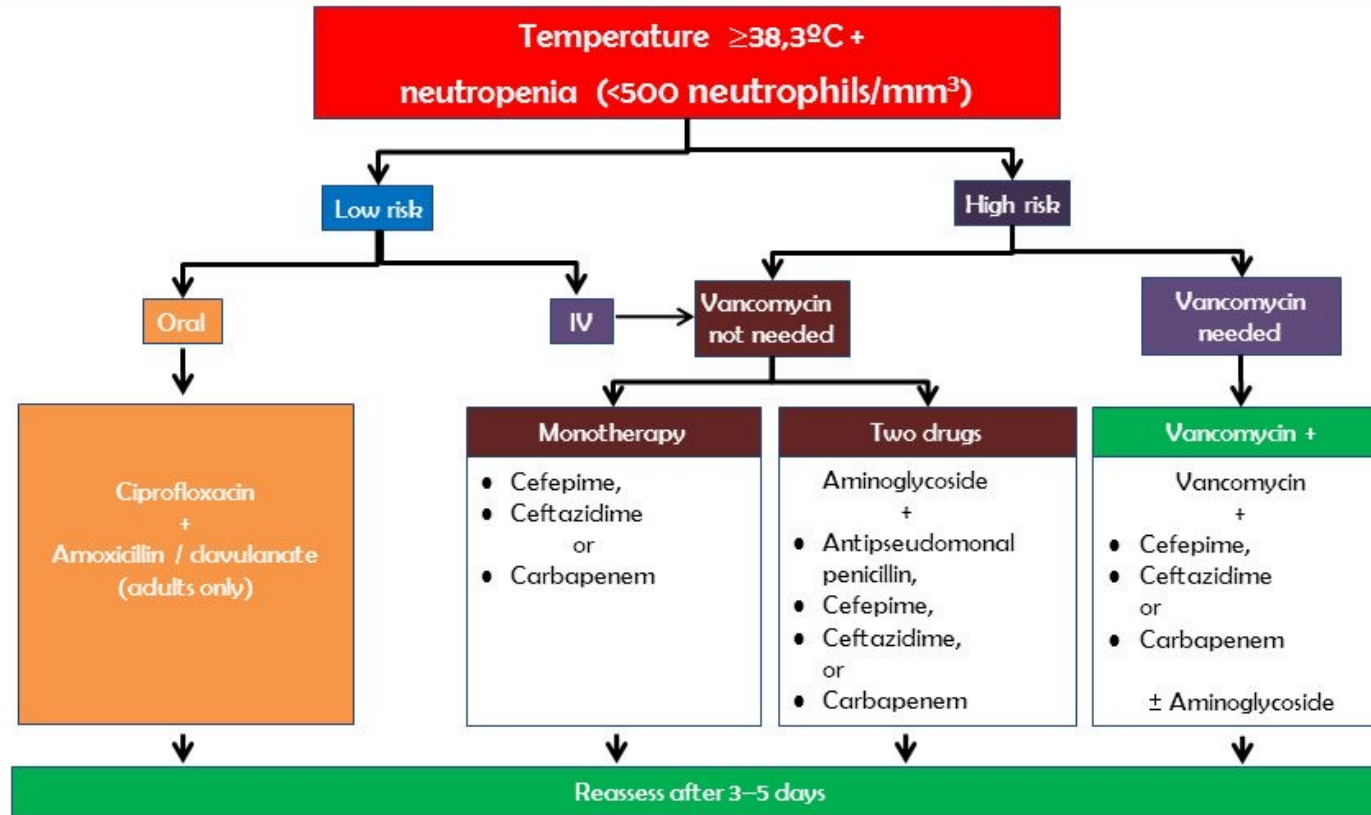 Temperature ≥38,3ºC +
neutropenia (<500 neutrophils/mm³)
Low risk
High risk
Oral
IV
Vancomycin
not needed
Vancomycin
needed
Ciprofloxacin
+
Amoxicillin / clavulanate
(adults only)
Monotherapy
● Cefepime,
● Ceftazidime
or
● Carbapenem
Two drugs
Aminoglycoside
+
● Antipseudomonal
penicillin,
● Cefepime,
● Ceftazidime,
or
● Carbapenem
Vancomycin +
Vancomycin
+
● Cefepime,
● Ceftazidime
or
● Carbapenem
± Aminoglycoside
Reassess after 3–5 days